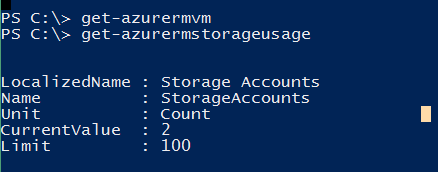 PS C:\> get-azurermvm
PS C:\> get-azurermstorageusage
LocalizedName : Storage Accounts
Name          : StorageAccounts
Unit          : Count
CurrentValue  : 2
Limit         : 100